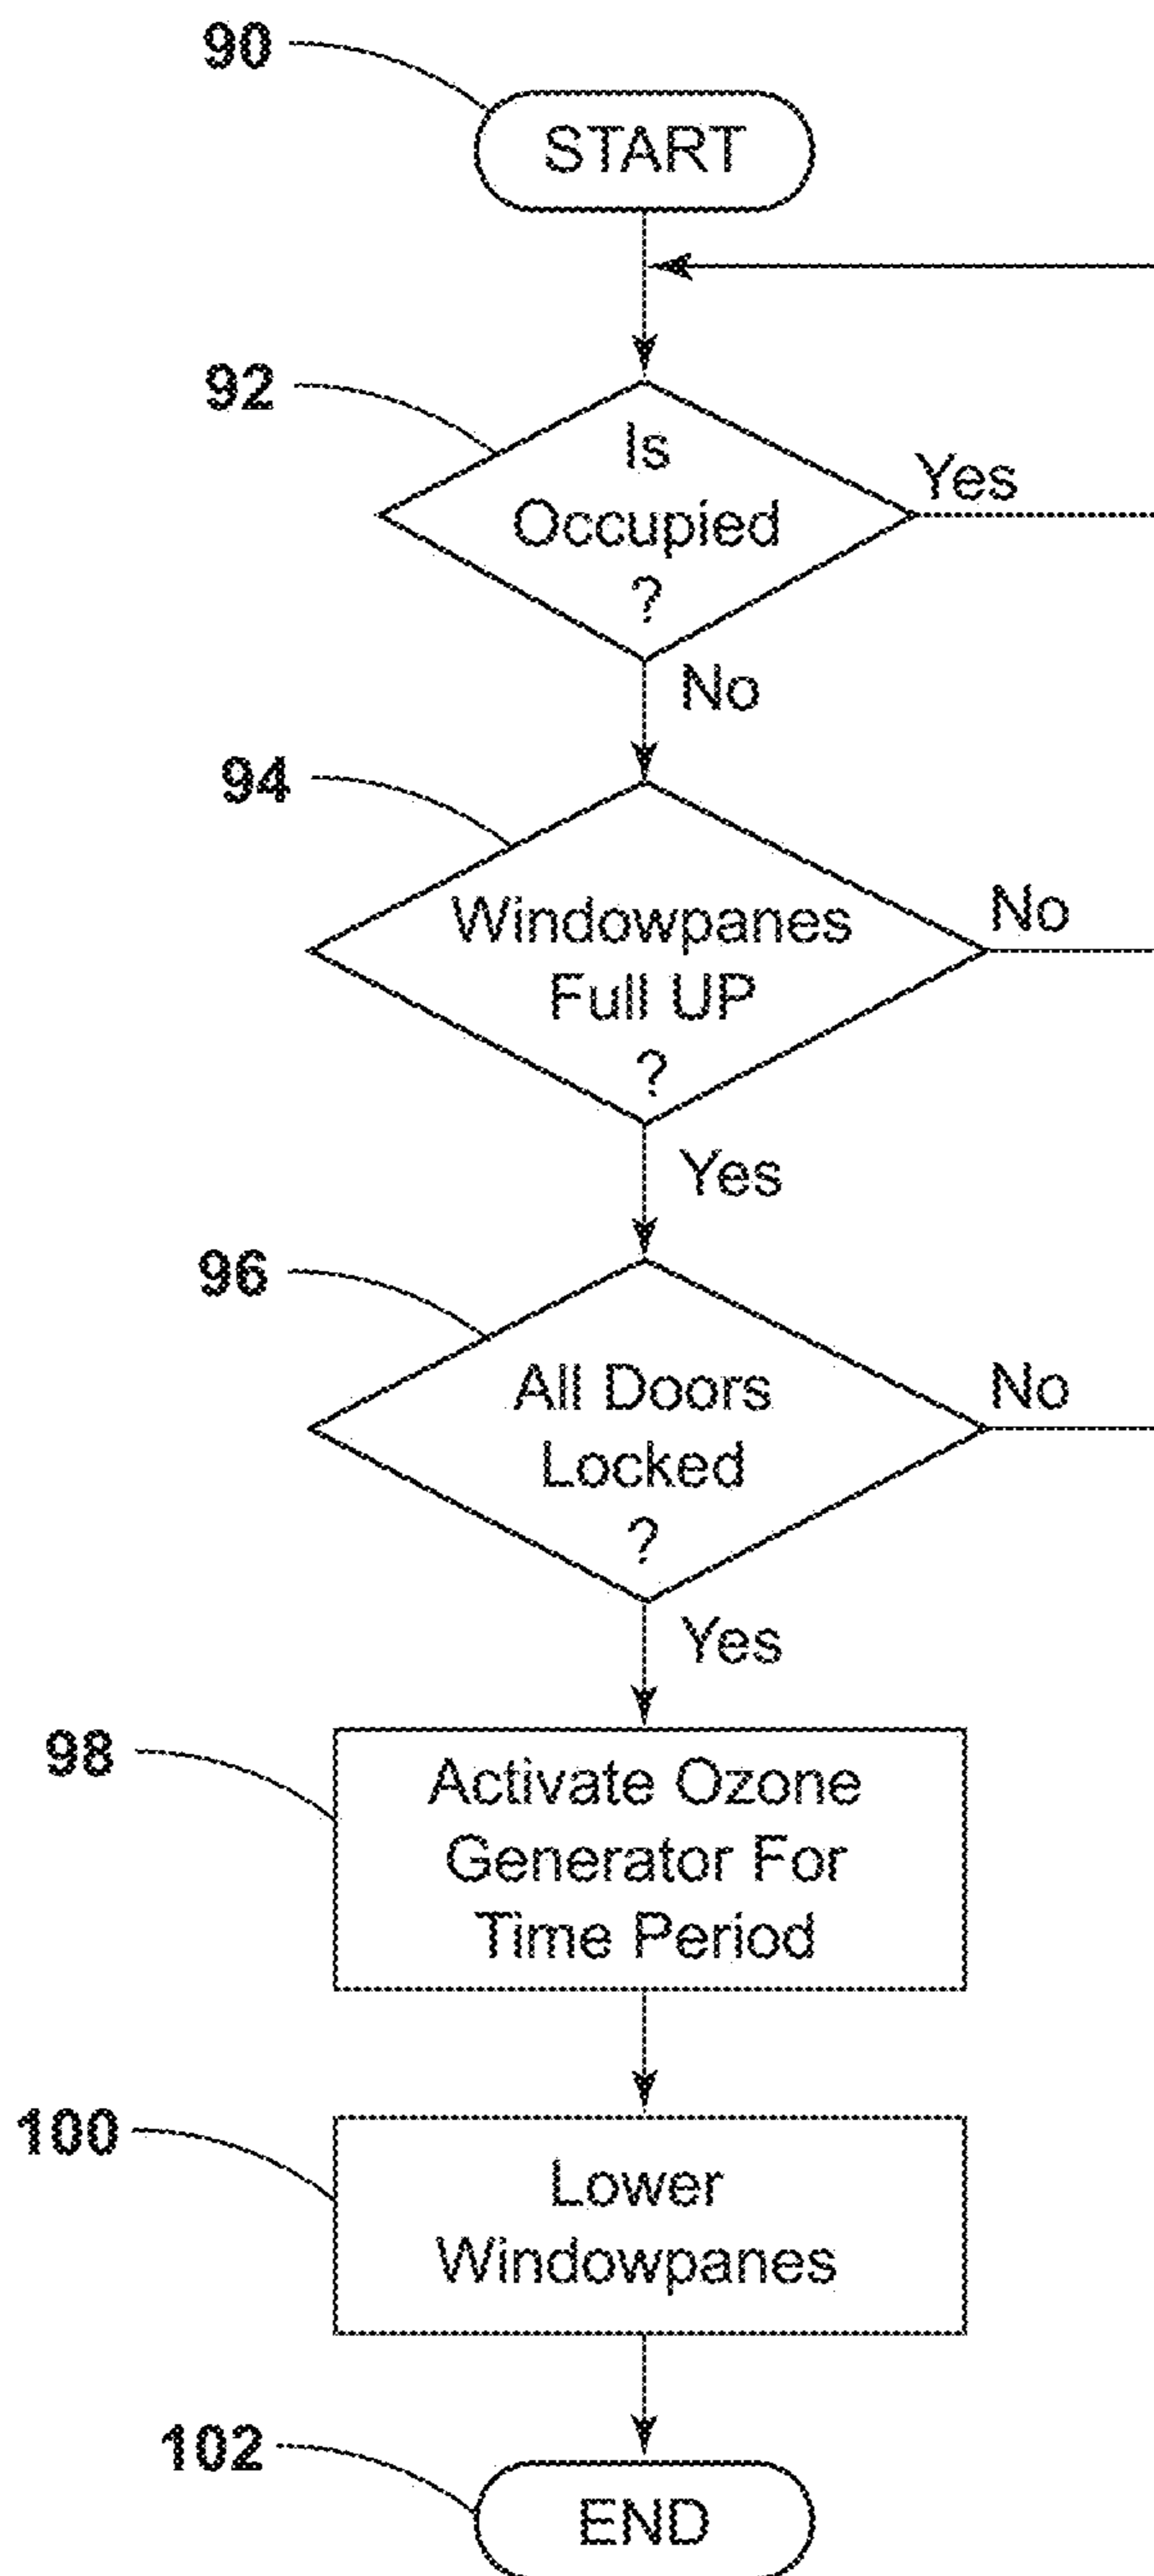 90
START
92
Is
Occupied
?
Yes
No
94
Windowpanes
Full UP
?
No
Yes
96
All Doors
Locked
?
No
Yes
98
Activate Ozone
Generator For
Time Period
100
Lower
Windowpanes
102
END